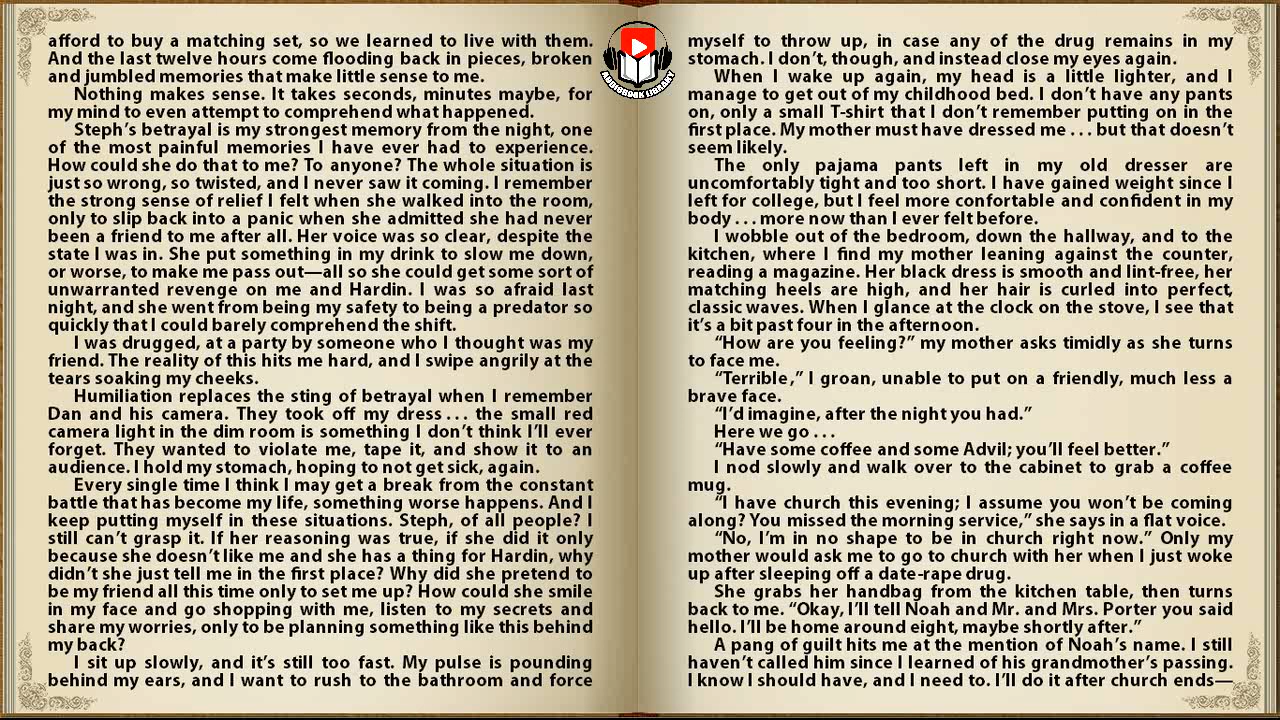 afford to buy a matching set, so we learned to live with them.
And the last twelve hours come flooding back in pieces, broken
and jumbled memories that make little sense to me.
Nothing makes sense. It takes seconds, minutes maybe, for
my mind to even attempt to comprehend what happened.
Steph’s betrayal is my strongest memory from the night, one
of the most painful memories I have ever had to experience.
How could she do that to me? To anyone? The whole situation is
just so wrong, so twisted, and I never saw it coming. I remember
the strong sense of relief I felt when she walked into the room,
only to slip back into a panic when she admitted she had never
been a friend to me after all. Her voice was so clear, despite the
state I was in. She put something in my drink to slow me down,
or worse, to make me pass out—all so she could get some sort of
unwarranted revenge on me and Hardin. I was so afraid last
night, and she went from being my safety to being a predator so
quickly that I could barely comprehend the shift.
I was drugged, at a party by someone who I thought was my
friend. The reality of this hits me hard, and I swipe angrily at the
tears soaking my cheeks.
Humiliation replaces the sting of betrayal when I remember
Dan and his camera. They took off my dress . . . the small red
camera light in the dim room is something I don’t think I’ll ever
forget. They wanted to violate me, tape it, and show it to an
audience. I hold my stomach, hoping to not get sick, again.
Every single time I think I may get a break from the constant
battle that has become my life, something worse happens. And I
keep putting myself in these situations. Steph, of all people? I
still can’t grasp it. If her reasoning was true, if she did it only
because she doesn’t like me and she has a thing for Hardin, why
didn’t she just tell me in the first place? Why did she pretend to
be my friend all this time only to set me up? How could she smile
in my face and go shopping with me, listen to my secrets and
share my worries, only to be planning something like this behind
my back?
I sit up slowly, and it’s still too fast. My pulse is pounding
behind my ears, and I want to rush to the bathroom and force
AUDIOBOOK LIBRARY
myself to throw up, in case any of the drug remains in my
stomach. I don’t, though, and instead close my eyes again.
When I wake up again, my head is a little lighter, and I
manage to get out of my childhood bed. I don’t have any pants
on, only a small T-shirt that I don’t remember putting on in the
first place. My mother must have dressed me . . . but that doesn’t
seem likely.
The only pajama pants left in my old dresser are
uncomfortably tight and too short. I have gained weight since I
left for college, but I feel more confortable and confident in my
body . . . more now than I ever felt before.
I wobble out of the bedroom, down the hallway, and to the
kitchen, where I find my mother leaning against the counter,
reading a magazine. Her black dress is smooth and lint-free, her
matching heels are high, and her hair is curled into perfect,
classic waves. When I glance at the clock on the stove, I see that
it’s a bit past four in the afternoon.
“How are you feeling?” my mother asks timidly as she turns
to face me.
“Terrible,” I groan, unable to put on a friendly, much less a
brave face.
“I’d imagine, after the night you had.”
Here we go . . .
“Have some coffee and some Advil; you’ll feel better.”
I nod slowly and walk over to the cabinet to grab a coffee
mug.
“I have church this evening; I assume you won’t be coming
along? You missed the morning service,” she says in a flat voice.
“No, I’m in no shape to be in church right now.” Only my
mother would ask me to go to church with her when I just woke
up after sleeping off a date-rape drug.
She grabs her handbag from the kitchen table, then turns
back to me. “Okay, I’ll tell Noah and Mr. and Mrs. Porter you said
hello. I’ll be home around eight, maybe shortly after.”
A pang of guilt hits me at the mention of Noah’s name. I still
haven’t called him since I learned of his grandmother’s passing.
I know I should have, and I need to. I’ll do it after church ends—